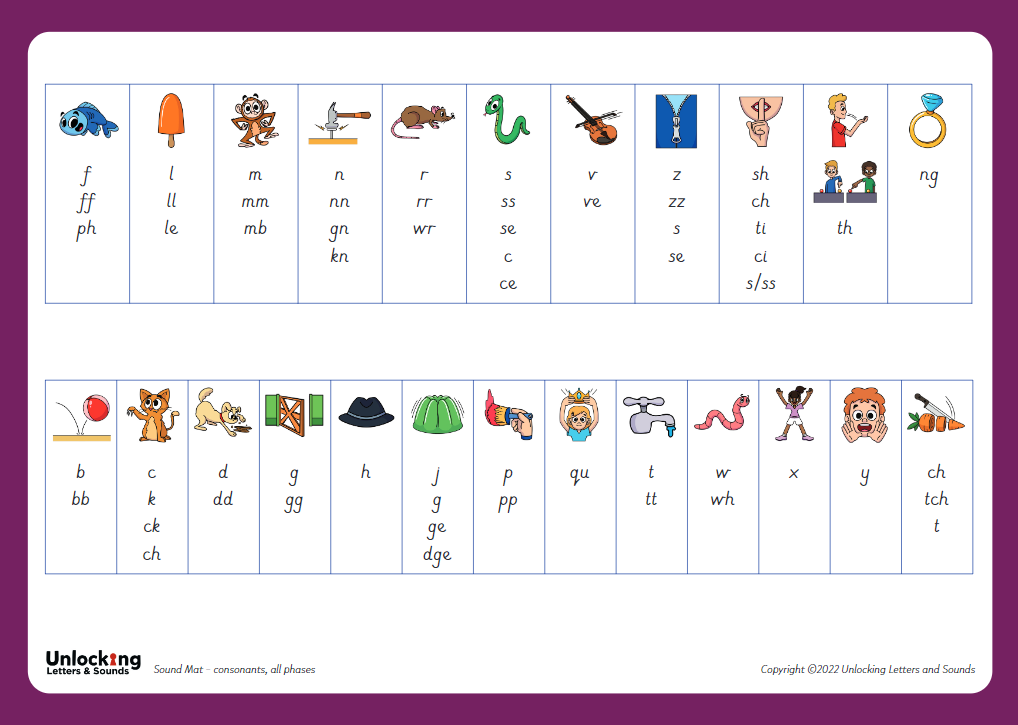 f l m n r s v z sh th ng
ff ll mm nn rr ss ve zz ch
ph le mb gn wr se s ti
kn c se ci
ce s/ss
b c d g h j p qu t w x y ch
bb k dd gg g pp tt wh tch
ck ge t
ch dge
Unlocking
Letters & Sounds
Sound Mat - consonants, all phases
Copyright ©2022 Unlocking Letters and Sounds